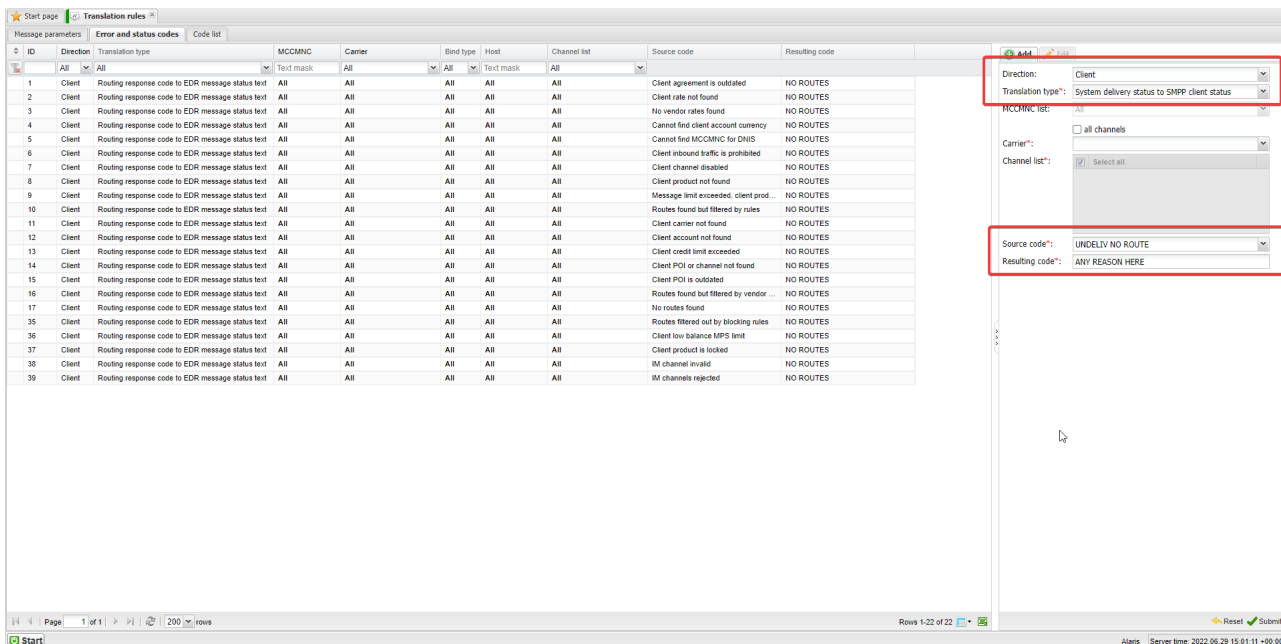 Start page Translation rules
Message parameters Error and status codes Code list
ID Direction Translation type MCCMNC Carrier Bind type Host Channel list Source code Resulting code
All All Text mask All All Text mask All
1 Client Routing response code to EDR message status text All All All All All Client agreement is outdated NO ROUTES
2 Client Routing response code to EDR message status text All All All All All Client rate not found NO ROUTES
3 Client Routing response code to EDR message status text All All All All All No vendor rates found NO ROUTES
4 Client Routing response code to EDR message status text All All All All All Cannot find client account currency NO ROUTES
5 Client Routing response code to EDR message status text All All All All All Cannot find MCCMNC for DNIS NO ROUTES
6 Client Routing response code to EDR message status text All All All All All Client inbound traffic is prohibited NO ROUTES
7 Client Routing response code to EDR message status text All All All All All Client channel disabled NO ROUTES
8 Client Routing response code to EDR message status text All All All All All Client product not found NO ROUTES
9 Client Routing response code to EDR message status text All All All All All Message limit exceeded, client prod... NO ROUTES
10 Client Routing response code to EDR message status text All All All All All Routes found but filtered by rules NO ROUTES
11 Client Routing response code to EDR message status text All All All All All Client carrier not found NO ROUTES
12 Client Routing response code to EDR message status text All All All All All Client account not found NO ROUTES
13 Client Routing response code to EDR message status text All All All All All Client credit limit exceeded NO ROUTES
14 Client Routing response code to EDR message status text All All All All All Client POI or channel not found NO ROUTES
15 Client Routing response code to EDR message status text All All All All All Client POI is outdated NO ROUTES
16 Client Routing response code to EDR message status text All All All All All Routes found but filtered by vendor ... NO ROUTES
17 Client Routing response code to EDR message status text All All All All All No routes found NO ROUTES
35 Client Routing response code to EDR message status text All All All All All Routes filtered out by blocking rules NO ROUTES
36 Client Routing response code to EDR message status text All All All All All Client low balance MPS limit NO ROUTES
37 Client Routing response code to EDR message status text All All All All All Client product is locked NO ROUTES
38 Client Routing response code to EDR message status text All All All All All IM channel invalid NO ROUTES
39 Client Routing response code to EDR message status text All All All All All IM channels rejected NO ROUTES
Add Edit
Direction: Client
Translation type*: System delivery status to SMPP client status
MCCMNC list: All
all channels
Carrier*:
Channel list*: Select all
Source code*: UNDELIV NO ROUTE
Resulting code*: ANY REASON HERE
Page 1 of 1 200 rows Rows 1-22 of 22 Reset Submit
Start Alaris Server time: 2022.06.29 15:01:11 +00:00